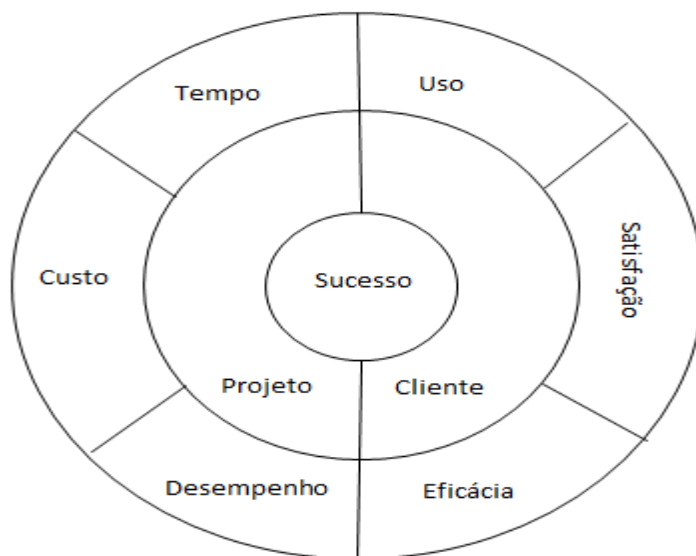 Tempo
Uso
Custo
Sucesso
Satisfação
Projeto
Cliente
Desempenho
Eficácia